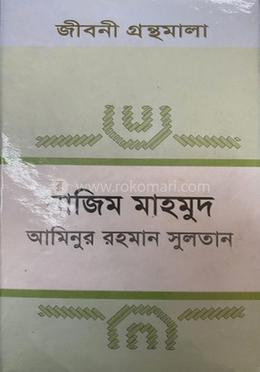 জীবনী গ্রন্থমালা
www.rokomari.com
নাজিম মাহমুদ
আমিনুর রহমান সুলতান